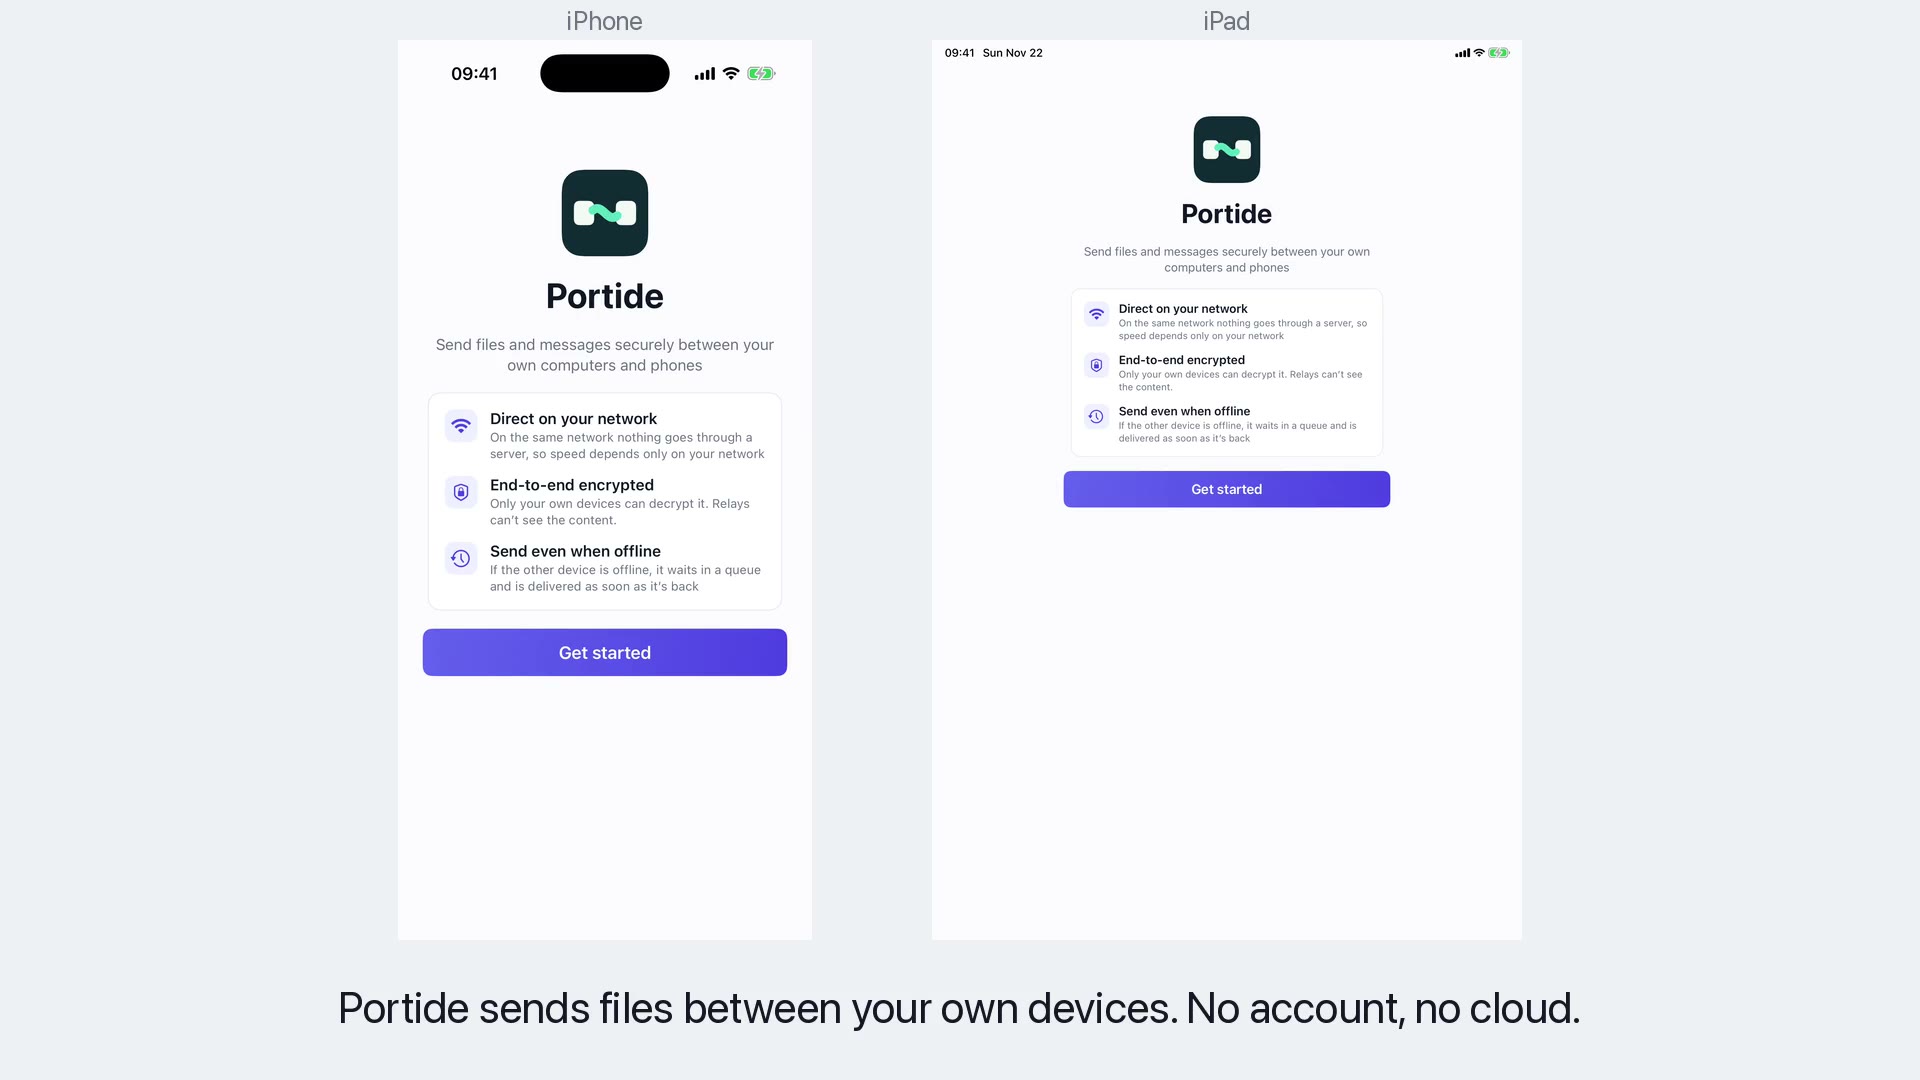 iPhone
09:41
Portide
Send files and messages securely between your
own computers and phones
Direct on your network
On the same network nothing goes through a
server, so speed depends only on your network
End-to-end encrypted
Only your own devices can decrypt it. Relays
can't see the content.
Send even when offline
If the other device is offline, it waits in a queue
and is delivered as soon as it's back
Get started
iPad
09:41 Sun Nov 22
Portide
Send files and messages securely between your own
computers and phones
Direct on your network
On the same network nothing goes through a server, so
speed depends only on your network
End-to-end encrypted
Only your own devices can decrypt it. Relays can't see
the content.
Send even when offline
If the other device is offline, it waits in a queue and is
delivered as soon as it's back
Get started
Portide sends files between your own devices. No account, no cloud.